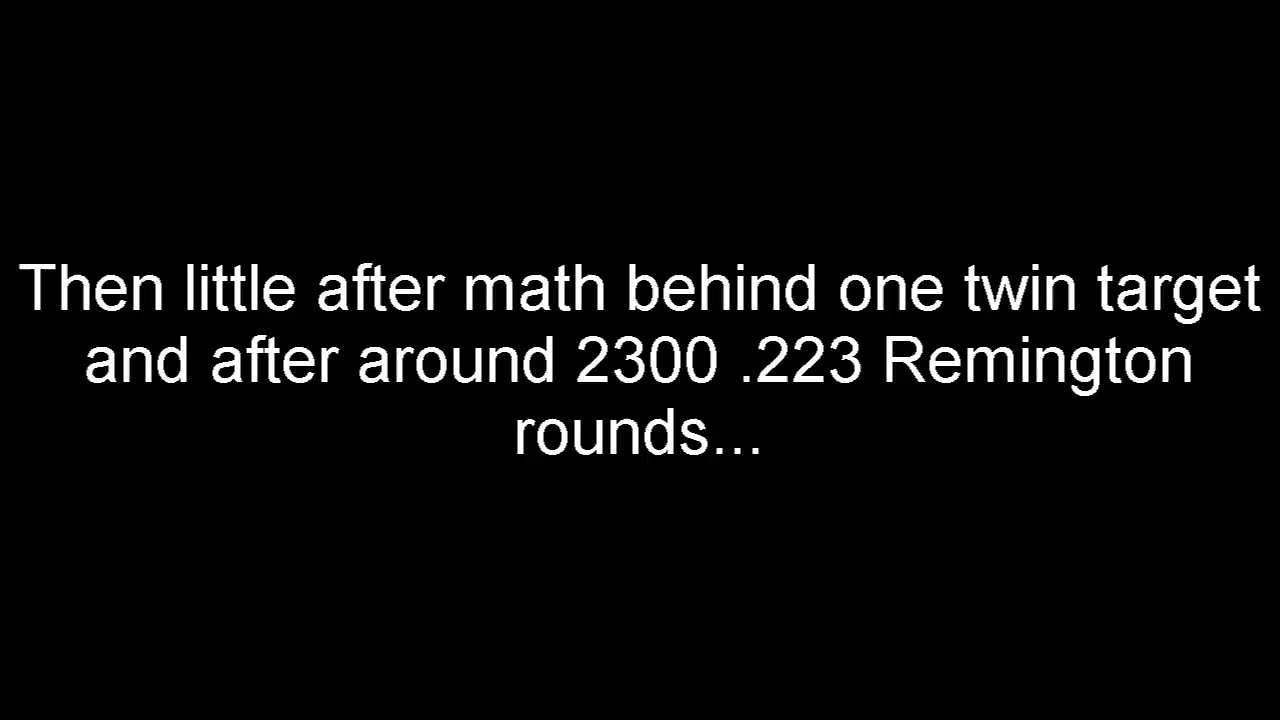 Then little after math behind one twin target
and after around 2300 .223 Remington
rounds...